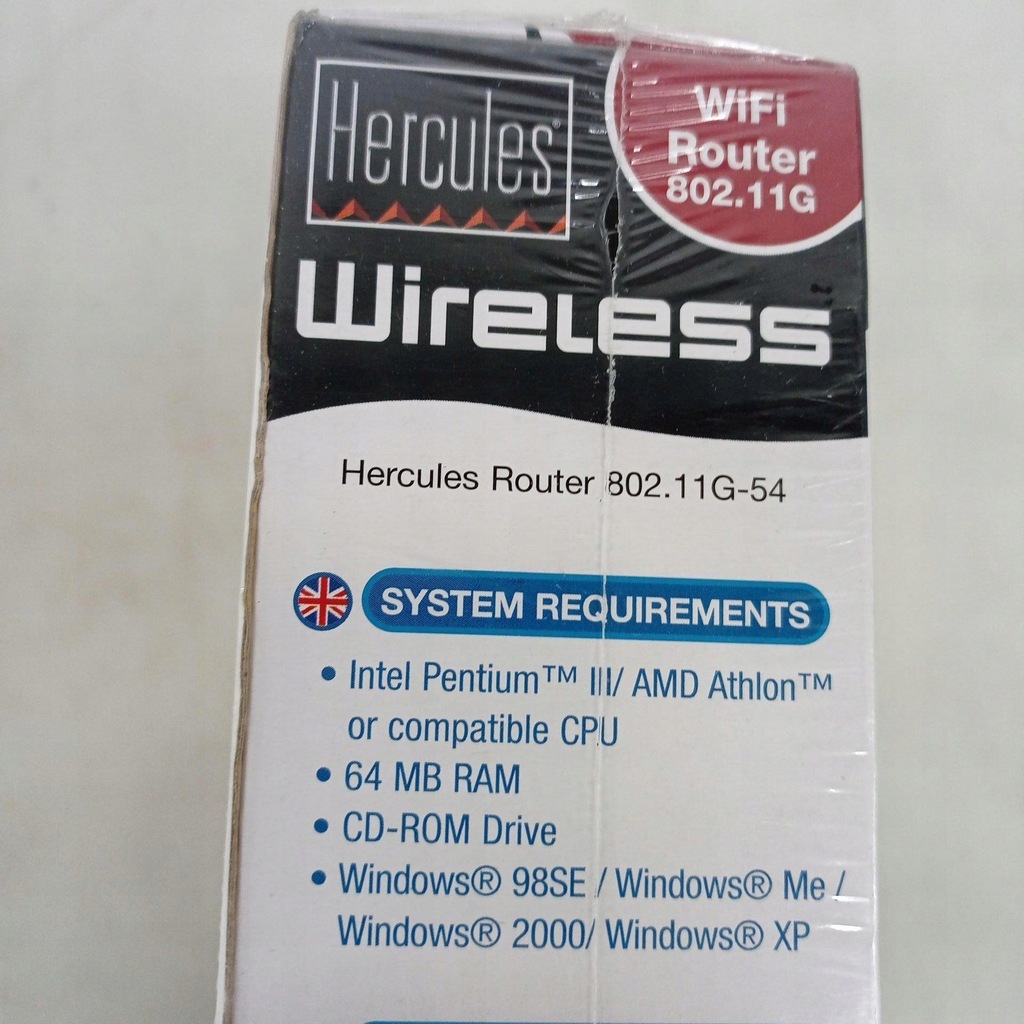 Hercules®
WiFi
Router
802.11G
Wireless
Hercules Router 802.11G-54
SYSTEM REQUIREMENTS
• Intel Pentium™ III/ AMD Athlon™
or compatible CPU
• 64 MB RAM
• CD-ROM Drive
• Windows® 98SE / Windows® Me /
Windows® 2000/ Windows® XP